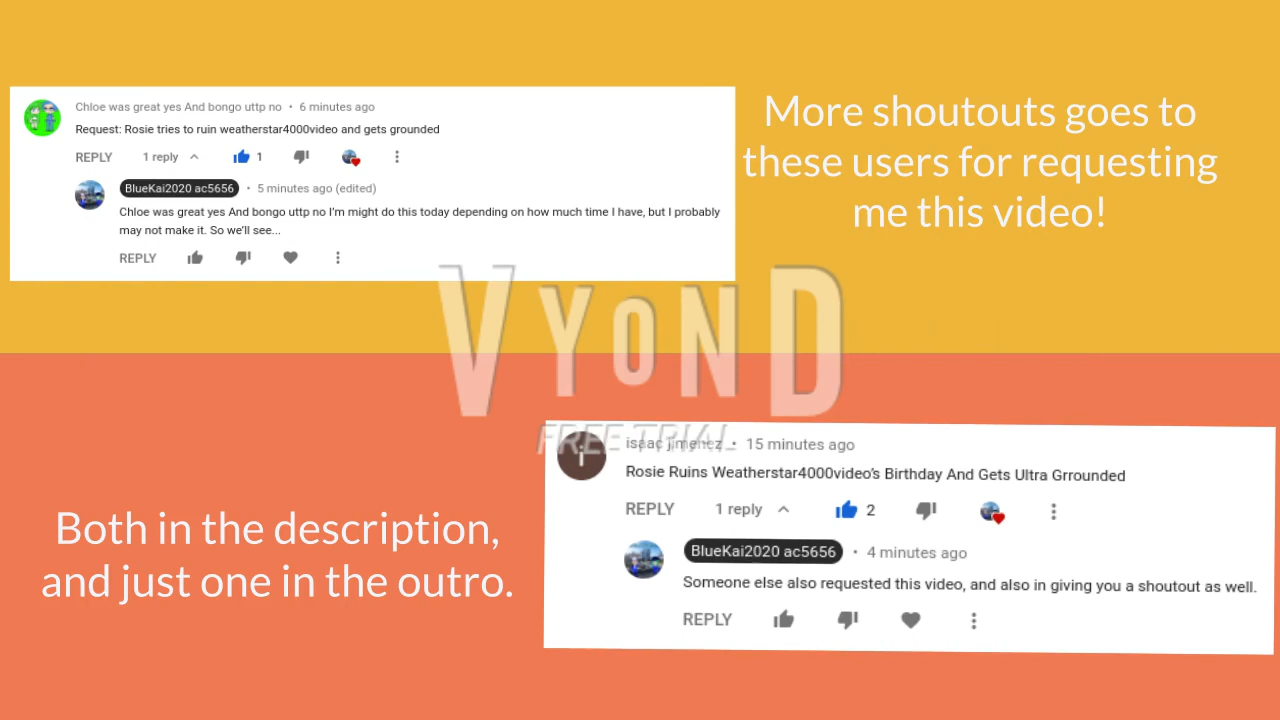 Chloe was great yes And bongo uttp no • 6 minutes ago
Request: Rosie tries to ruin weatherstar4000video and gets grounded
REPLY 1 reply 1
BlueKai2020 ac5656 • 5 minutes ago (edited)
Chloe was great yes And bongo uttp no I'm might do this today depending on how much time I have, but I probably
may not make it. So we'll see...
REPLY
More shoutouts goes to
these users for requesting
me this video!
VYOND
FREE TRIAL
Both in the description,
and just one in the outro.
i
isaac jimenez • 15 minutes ago
Rosie Ruins Weatherstar4000video's Birthday And Gets Ultra Grrounded
REPLY 1 reply 2
BlueKai2020 ac5656 • 4 minutes ago
Someone else also requested this video, and also in giving you a shoutout as well.
REPLY